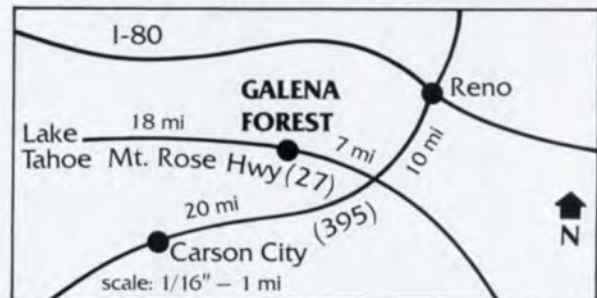 I-80
Reno
GALENA
FOREST
18 mi
Lake
Tahoe
Mt. Rose Hwy (27)
7 mi
10 mi
20 mi
(395)
N
Carson City
scale: 1/16" – 1 mi